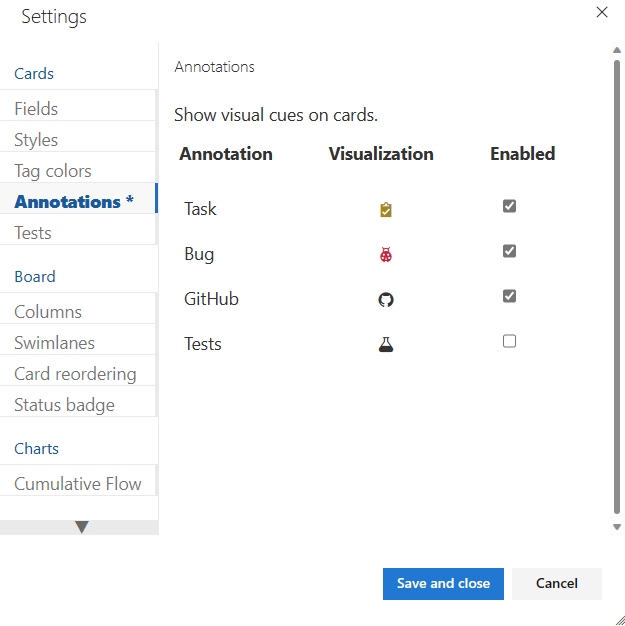 Settings
Cards
Fields
Styles
Tag colors
Annotations *
Tests
Board
Columns
Swimlanes
Card reordering
Status badge
Charts
Cumulative Flow
Annotations
Show visual cues on cards.
Annotation Visualization Enabled
Task
Bug
GitHub
Tests
Save and close Cancel